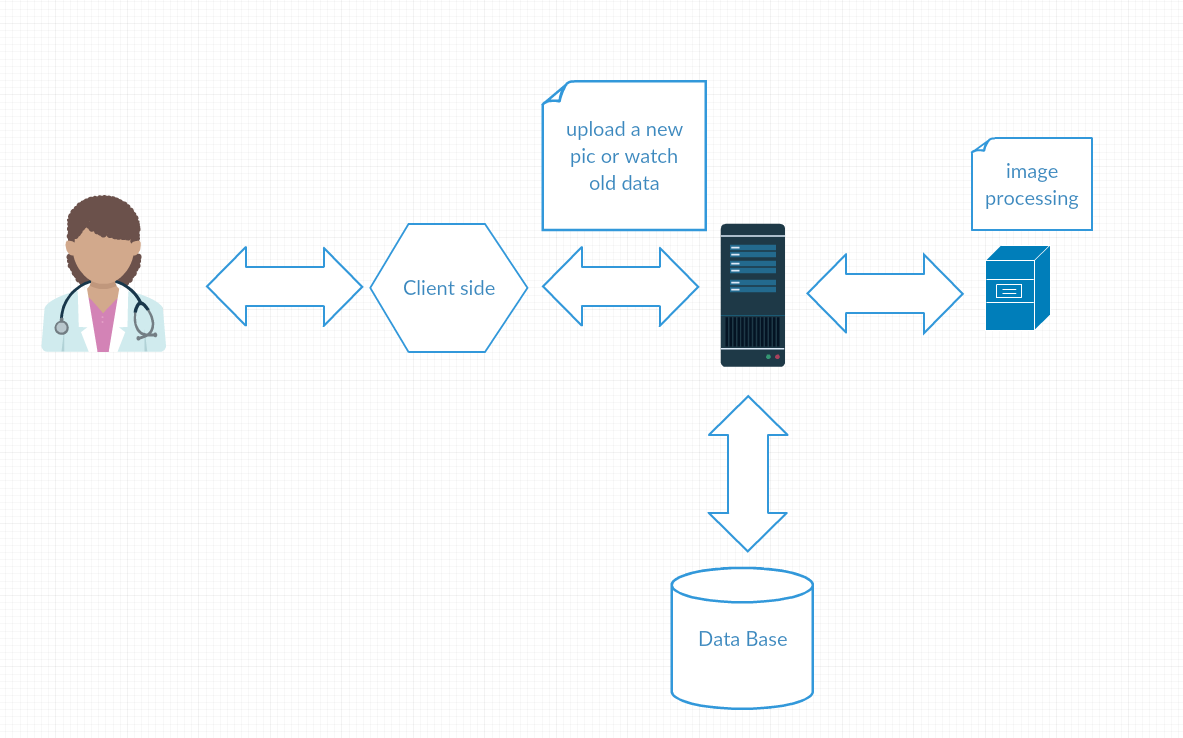 upload a new
pic or watch
old data
image
processing
Client side
Data Base